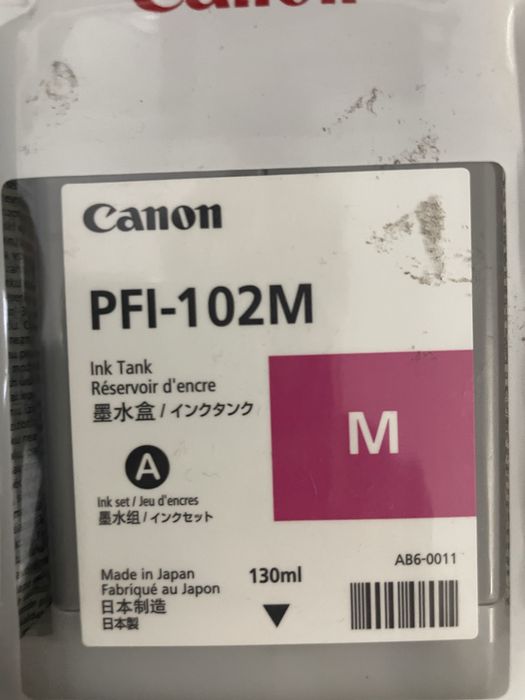 Canon
Canon
PFI-102M
Ink Tank
Réservoir d'encre
墨水盒 / インクタンク
M
A
Ink set / Jeu d'encres
墨水组 / インクセット
Made in Japan
Fabriqué au Japon
日本制造
日本製
130ml
AB6-0011